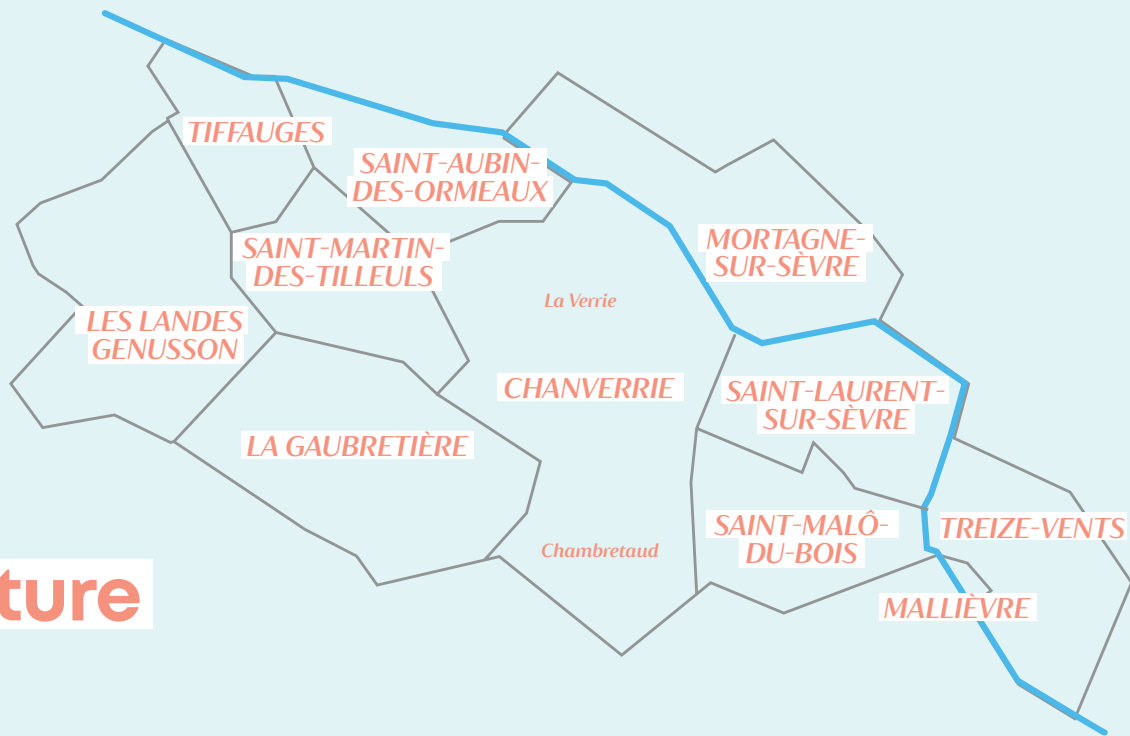 TIFFAUGES
SAINT-AUBIN-
DES-ORMEAUX
SAINT-MARTIN-
DES-TILLEULS
MORTAGNE-
SUR-SÈVRE
La Verrie
LES LANDES
GENUSSON
CHANVERRIE
SAINT-LAURENT-
SUR-SÈVRE
LA GAUBRETIÈRE
SAINT-MALÔ-
DU-BOIS
TREIZE-VENTS
Chambretaud
MALLIÈVRE
ture